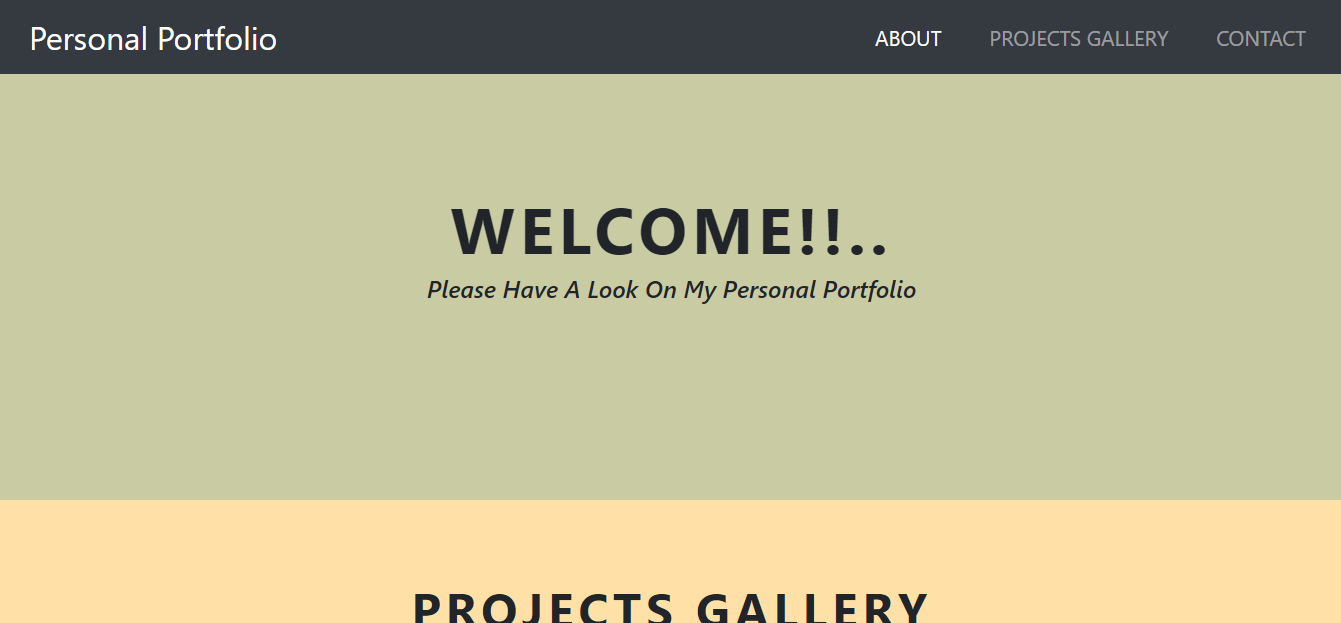 Personal Portfolio ABOUT PROJECTS GALLERY CONTACT
WELCOME!!..
Please Have A Look On My Personal Portfolio
PROJECTS GALLERY